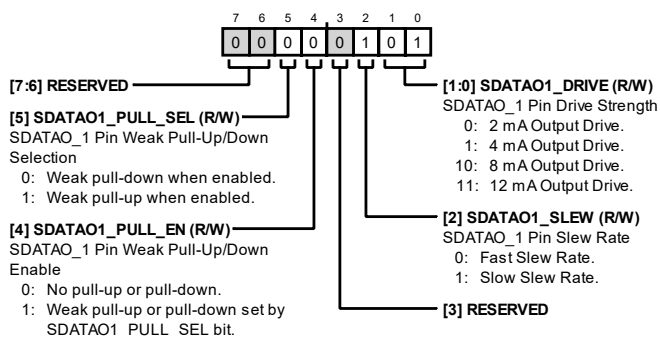 7 6 5 4 3 2 1 0
0 0 0 0 0 1 0 1
[7:6] RESERVED
[5] SDATAO1_PULL_SEL (R/W)
SDATAO_1 Pin Weak Pull-Up/Down
Selection
0: Weak pull-down when enabled.
1: Weak pull-up when enabled.
[4] SDATAO1_PULL_EN (R/W)
SDATAO_1 Pin Weak Pull-Up/Down
Enable
0: No pull-up or pull-down.
1: Weak pull-up or pull-down set by
SDATAO1_PULL_SEL bit.
[1:0] SDATAO1_DRIVE (R/W)
SDATAO_1 Pin Drive Strength
0: 2 mA Output Drive.
1: 4 mA Output Drive.
10: 8 mA Output Drive.
11: 12 mA Output Drive.
[2] SDATAO1_SLEW (R/W)
SDATAO_1 Pin Slew Rate
0: Fast Slew Rate.
1: Slow Slew Rate.
[3] RESERVED